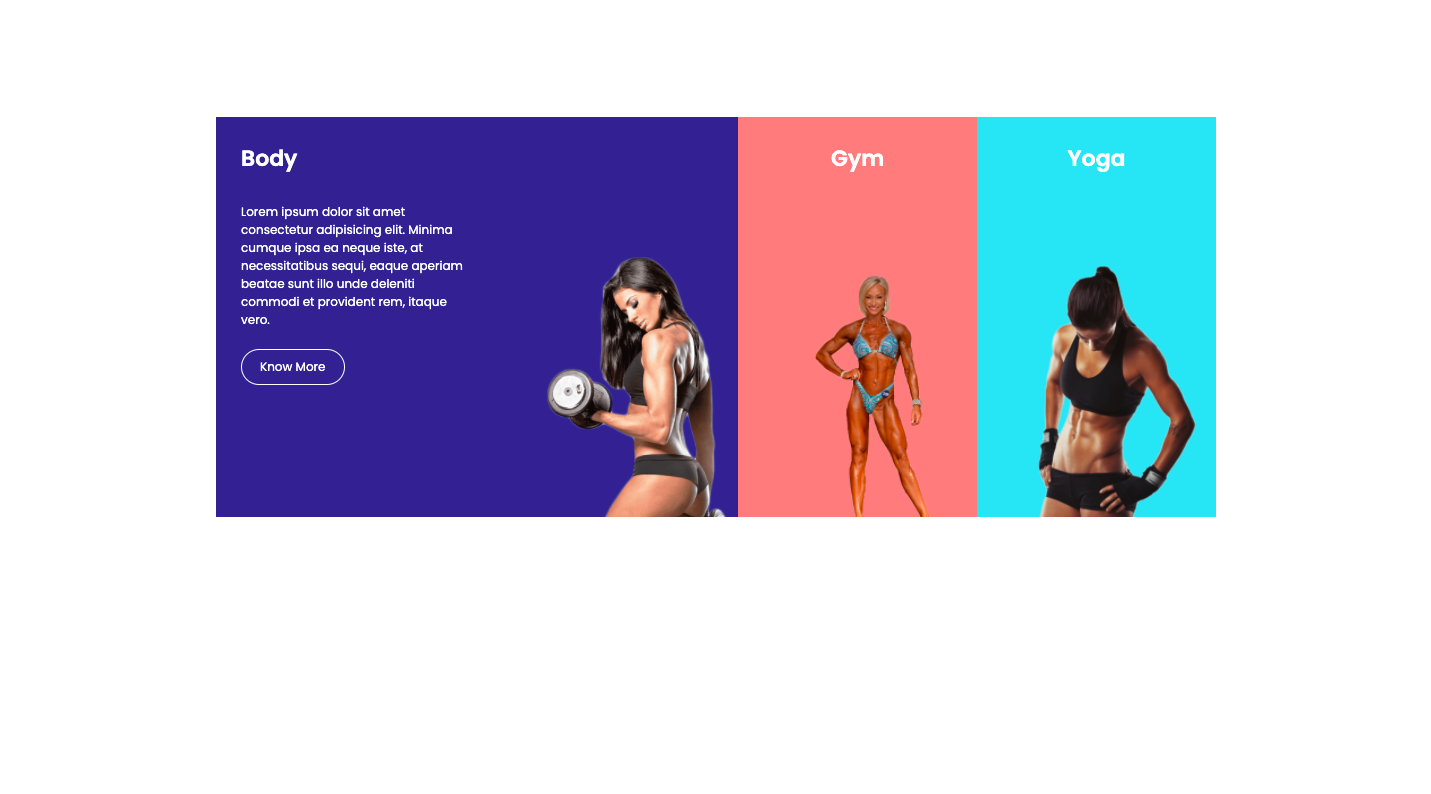 Body
Lorem ipsum dolor sit amet
consectetur adipisicing elit. Minima
cumque ipsa ea neque iste, at
necessitatibus sequi, eaque aperiam
beatae sunt illo unde deleniti
commodi et provident rem, itaque
vero.
Know More
Gym
Yoga